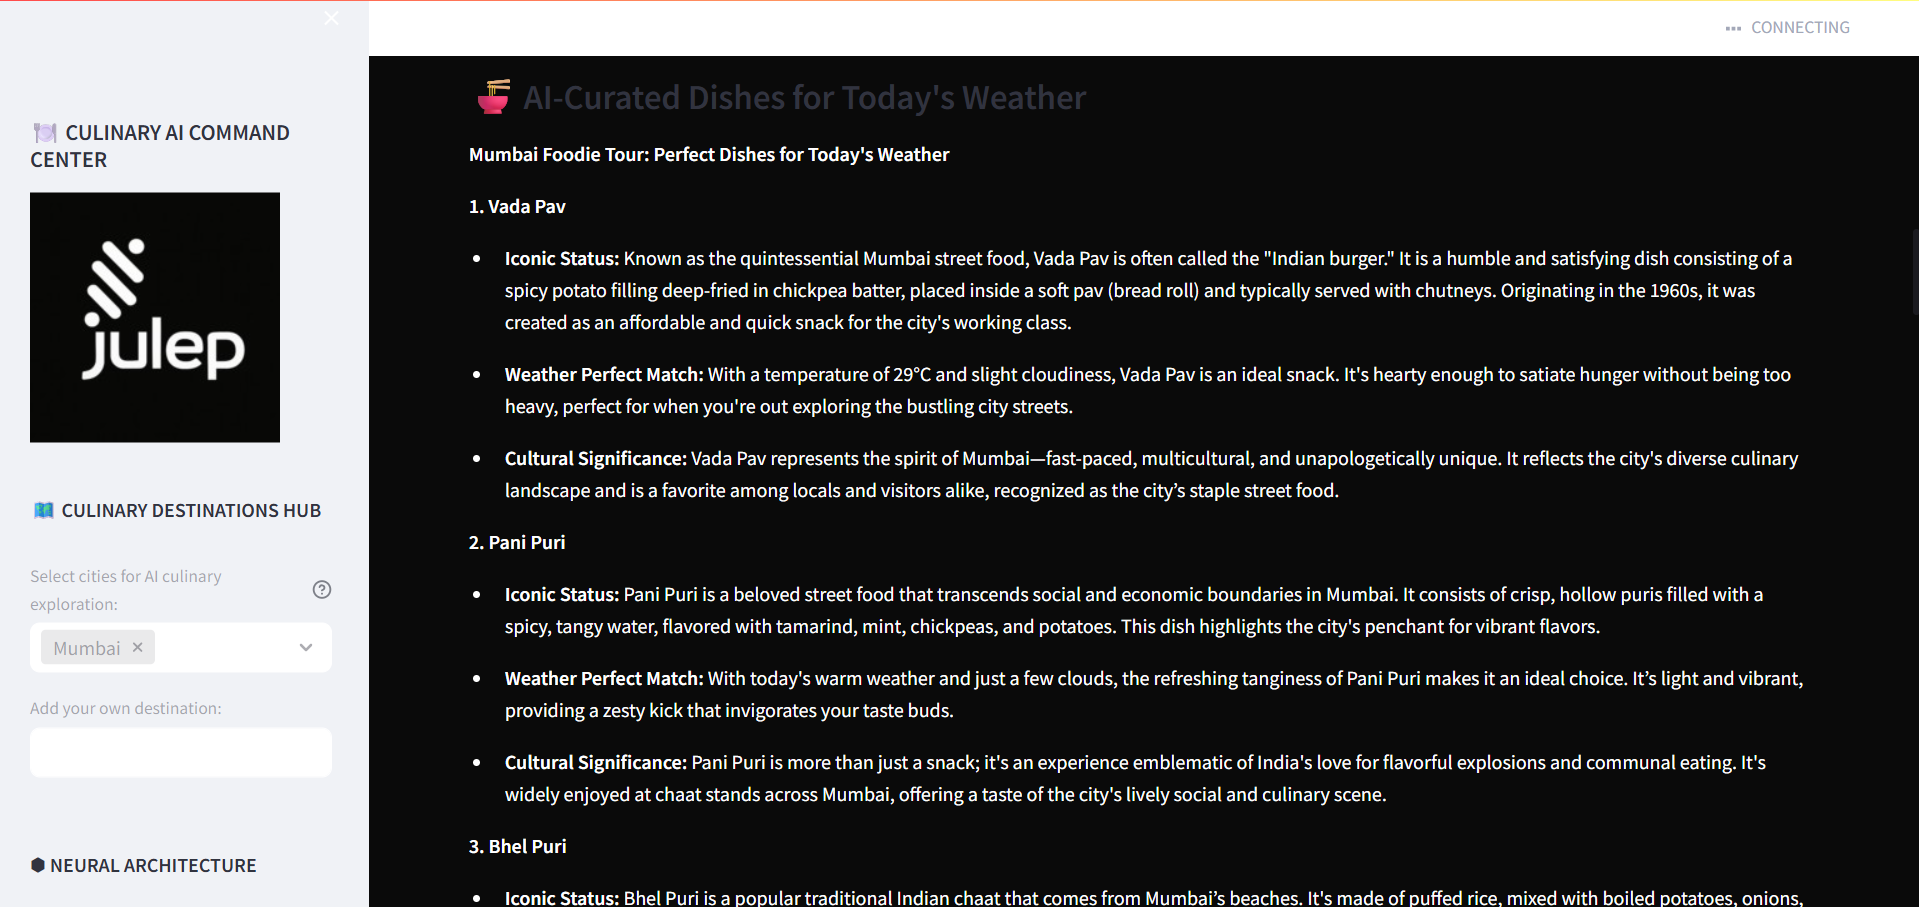 CONNECTING
🍽️ CULINARY AI COMMAND
CENTER
julep
🗺️ CULINARY DESTINATIONS HUB
Select cities for AI culinary
exploration:
Mumbai
Add your own destination:
⬢ NEURAL ARCHITECTURE
🍜 AI-Curated Dishes for Today's Weather
Mumbai Foodie Tour: Perfect Dishes for Today's Weather
1. Vada Pav
• Iconic Status: Known as the quintessential Mumbai street food, Vada Pav is often called the "Indian burger." It is a humble and satisfying dish consisting of a
spicy potato filling deep-fried in chickpea batter, placed inside a soft pav (bread roll) and typically served with chutneys. Originating in the 1960s, it was
created as an affordable and quick snack for the city's working class.
• Weather Perfect Match: With a temperature of 29°C and slight cloudiness, Vada Pav is an ideal snack. It's hearty enough to satiate hunger without being too
heavy, perfect for when you're out exploring the bustling city streets.
• Cultural Significance: Vada Pav represents the spirit of Mumbai—fast-paced, multicultural, and unapologetically unique. It reflects the city's diverse culinary
landscape and is a favorite among locals and visitors alike, recognized as the city’s staple street food.
2. Pani Puri
• Iconic Status: Pani Puri is a beloved street food that transcends social and economic boundaries in Mumbai. It consists of crisp, hollow puris filled with a
spicy, tangy water, flavored with tamarind, mint, chickpeas, and potatoes. This dish highlights the city's penchant for vibrant flavors.
• Weather Perfect Match: With today's warm weather and just a few clouds, the refreshing tanginess of Pani Puri makes it an ideal choice. It’s light and vibrant,
providing a zesty kick that invigorates your taste buds.
• Cultural Significance: Pani Puri is more than just a snack; it's an experience emblematic of India's love for flavorful explosions and communal eating. It's
widely enjoyed at chaat stands across Mumbai, offering a taste of the city's lively social and culinary scene.
3. Bhel Puri
• Iconic Status: Bhel Puri is a popular traditional Indian chaat that comes from Mumbai’s beaches. It's made of puffed rice, mixed with boiled potatoes, onions,